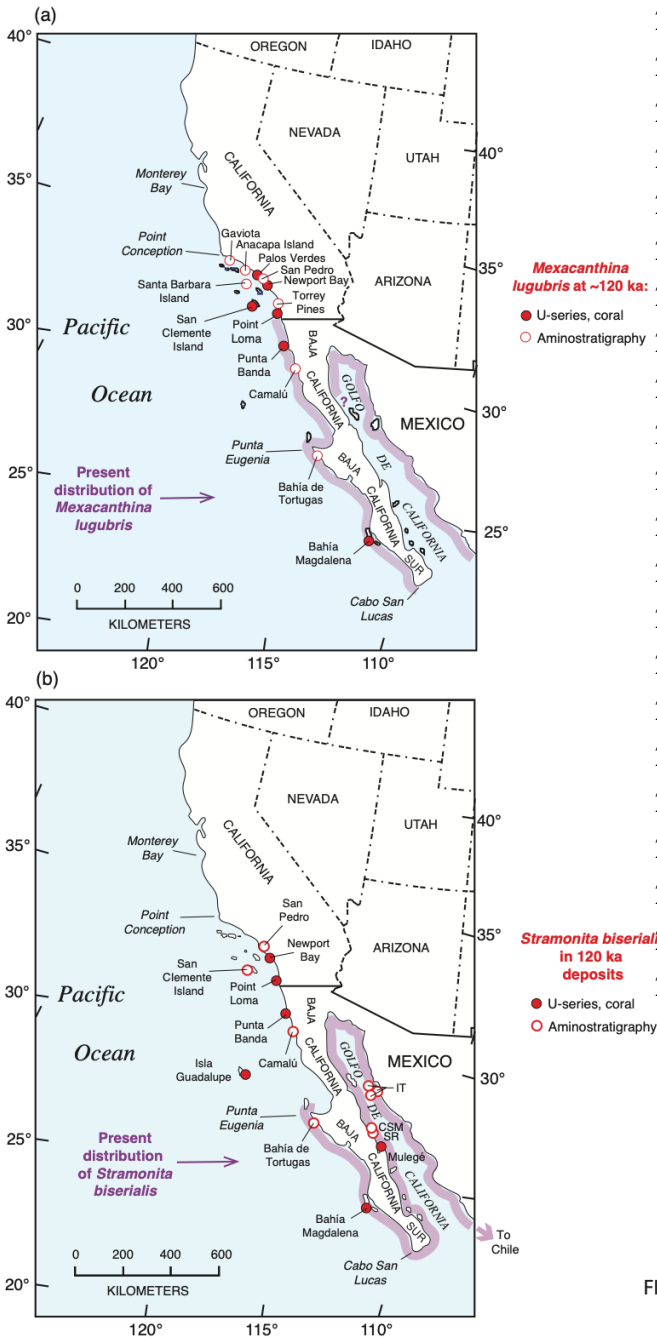 (a)
40°
OREGON
IDAHO
NEVADA
UTAH
40°
CALIFORNIA
Monterey
Bay
35°
Point
Conception
Gaviota
Anacapa Island
Palos Verdes
San Pedro
Newport Bay
Santa Barbara
Island
Torrey
Pines
ARIZONA
35°
Mexacanthina
lugubris at ~120 ka:
U-series, coral
Aminostratigraphy
30°
Pacific
San
Clemente
Island
Point
Loma
BAJA
CALIFORNIA
Punta
Banda
Ocean
Camalú
GOLFO
?
DE
CALIFORNIA
MEXICO
30°
Punta
Eugenia
BAJA
CALIFORNIA
SUR
25°
Present
distribution of
Mexacanthina
lugubris
Bahía de
Tortugas
25°
Bahía
Magdalena
0 200 400 600
KILOMETERS
Cabo San
Lucas
20°
120°
115°
110°
(b)
40°
OREGON
IDAHO
NEVADA
UTAH
40°
CALIFORNIA
Monterey
Bay
35°
Point
Conception
San
Pedro
Newport
Bay
ARIZONA
35°
Stramonita biserialis
in 120 ka
deposits
U-series, coral
Aminostratigraphy
San
Clemente
Island
Point
Loma
30°
Pacific
BAJA
CALIFORNIA
Punta
Banda
Ocean
Camalú
GOLFO
DE
CALIFORNIA
MEXICO
30°
Isla
Guadalupe
IT
CSM
SR
Mulegé
Punta
Eugenia
BAJA
CALIFORNIA
SUR
25°
Present
distribution
of Stramonita
biserialis
Bahía de
Tortugas
Bahía
Magdalena
To
Chile
0 200 400 600
KILOMETERS
Cabo San
Lucas
20°
120°
115°
110°